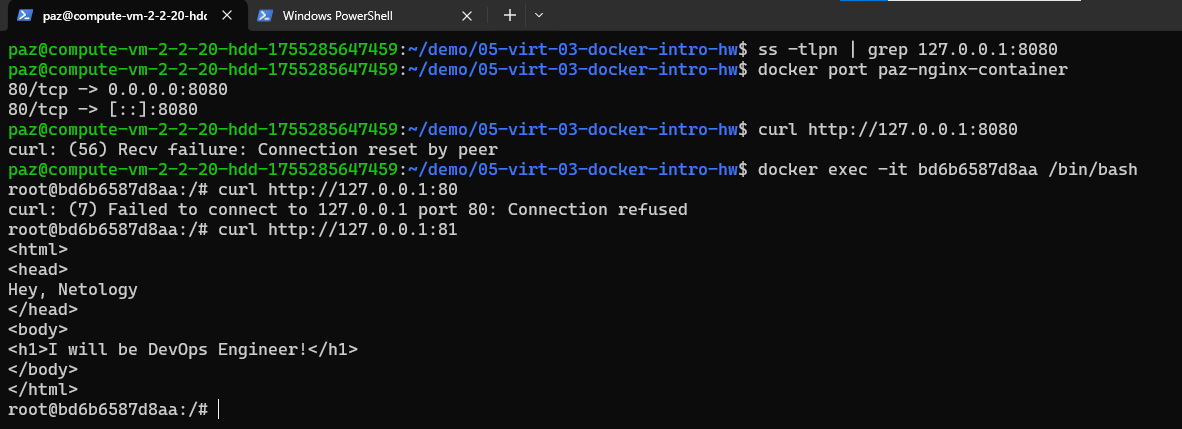 paz@compute-vm-2-2-20-hdd
Windows PowerShell
paz@compute-vm-2-2-20-hdd-1755285647459:~/demo/05-virt-03-docker-intro-hw$ ss -tlpn | grep 127.0.0.1:8080
paz@compute-vm-2-2-20-hdd-1755285647459:~/demo/05-virt-03-docker-intro-hw$ docker port paz-nginx-container
80/tcp -> 0.0.0.0:8080
80/tcp -> [::]:8080
paz@compute-vm-2-2-20-hdd-1755285647459:~/demo/05-virt-03-docker-intro-hw$ curl http://127.0.0.1:8080
curl: (56) Recv failure: Connection reset by peer
paz@compute-vm-2-2-20-hdd-1755285647459:~/demo/05-virt-03-docker-intro-hw$ docker exec -it bd6b6587d8aa /bin/bash
root@bd6b6587d8aa:/# curl http://127.0.0.1:80
curl: (7) Failed to connect to 127.0.0.1 port 80: Connection refused
root@bd6b6587d8aa:/# curl http://127.0.0.1:81
<html>
<head>
Hey, Netology
</head>
<body>
<h1>I will be DevOps Engineer!</h1>
</body>
</html>
root@bd6b6587d8aa:/#